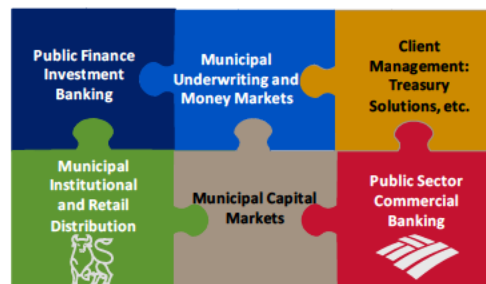 Public Finance
Investment
Banking
Municipal
Underwriting and
Money Markets
Client
Management:
Treasury
Solutions, etc.
Municipal
Institutional
and Retail
Distribution
Municipal Capital
Markets
Public Sector
Commercial
Banking